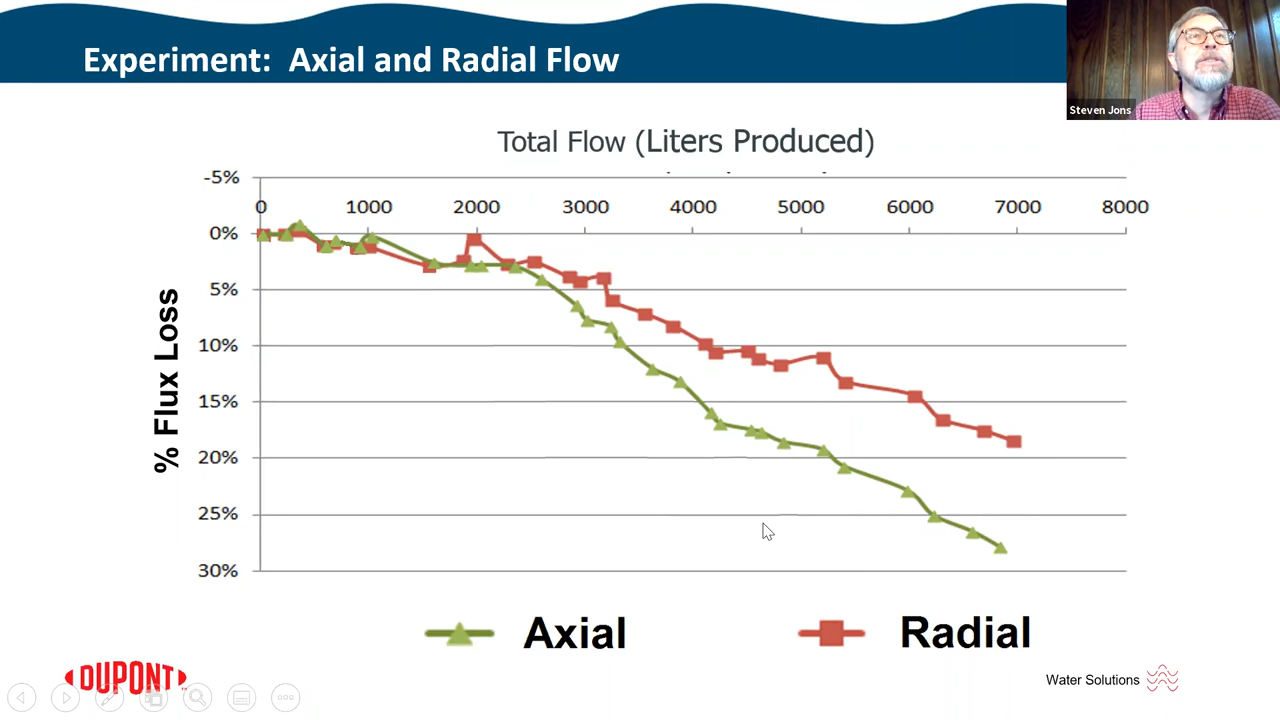 Experiment: Axial and Radial Flow
Steven Jons
Total Flow (Liters Produced)
-5%
0 1000 2000 3000 4000 5000 6000 7000 8000
0%
5%
10%
15%
20%
25%
30%
% Flux Loss
Axial
Radial
DUPONT
Water Solutions